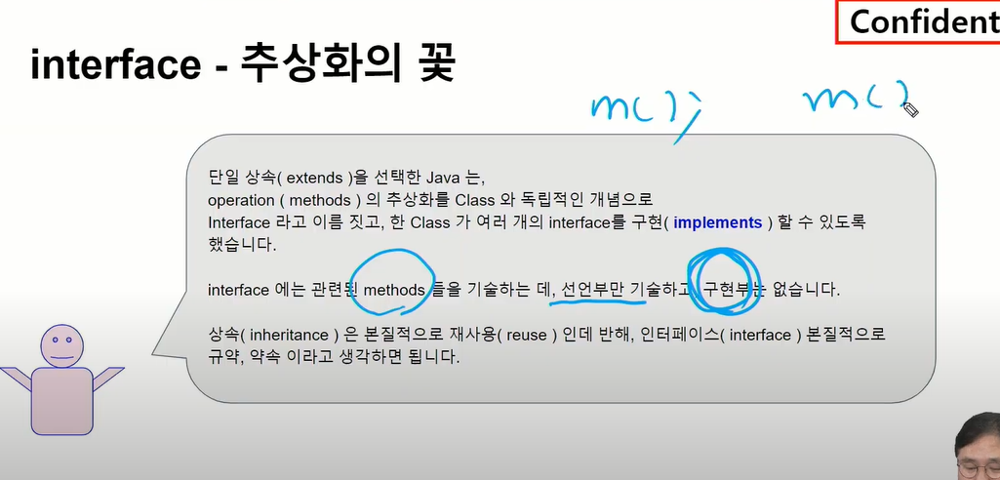 Confident
interface - 추상화의 꽃
m();
m()
단일 상속( extends )을 선택한 Java 는,
operation ( methods ) 의 추상화를 Class 와 독립적인 개념으로
Interface 라고 이름 짓고, 한 Class 가 여러 개의 interface를 구현( implements ) 할 수 있도록
했습니다.
interface 에는 관련된 methods 들을 기술하는 데, 선언부만 기술하고 구현부는 없습니다.
상속( inheritance ) 은 본질적으로 재사용( reuse ) 인데 반해, 인터페이스( interface ) 본질적으로
규약, 약속 이라고 생각하면 됩니다.